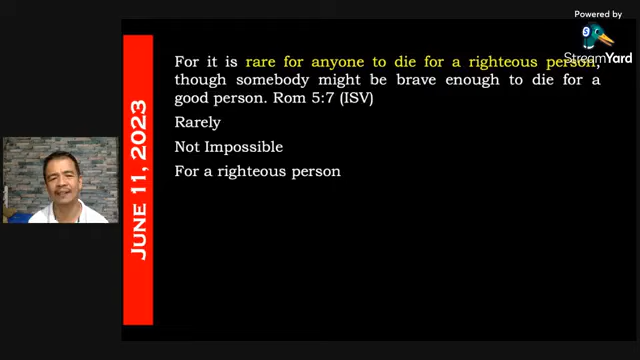 Powered by
S
StreamYard
For it is rare for anyone to die for a righteous person,
though somebody might be brave enough to die for a
good person. Rom 5:7 (ISV)
Rarely
Not Impossible
For a righteous person
JUNE 11, 2023